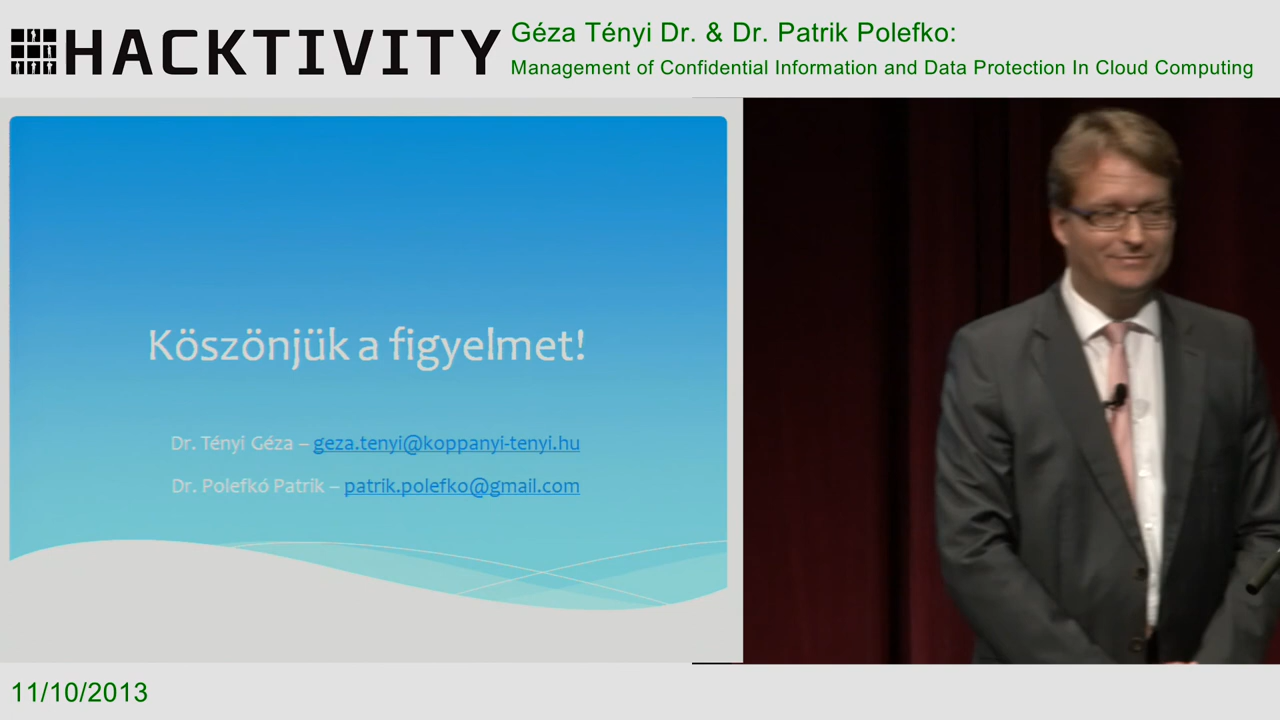 HACKTIVITY
Géza Tényi Dr. & Dr. Patrik Polefko:
Management of Confidential Information and Data Protection In Cloud Computing
Köszönjük a figyelmet!
Dr. Tényi Géza – geza.tenyi@koppanyi-tenyi.hu
Dr. Polefkó Patrik – patrik.polefko@gmail.com
11/10/2013